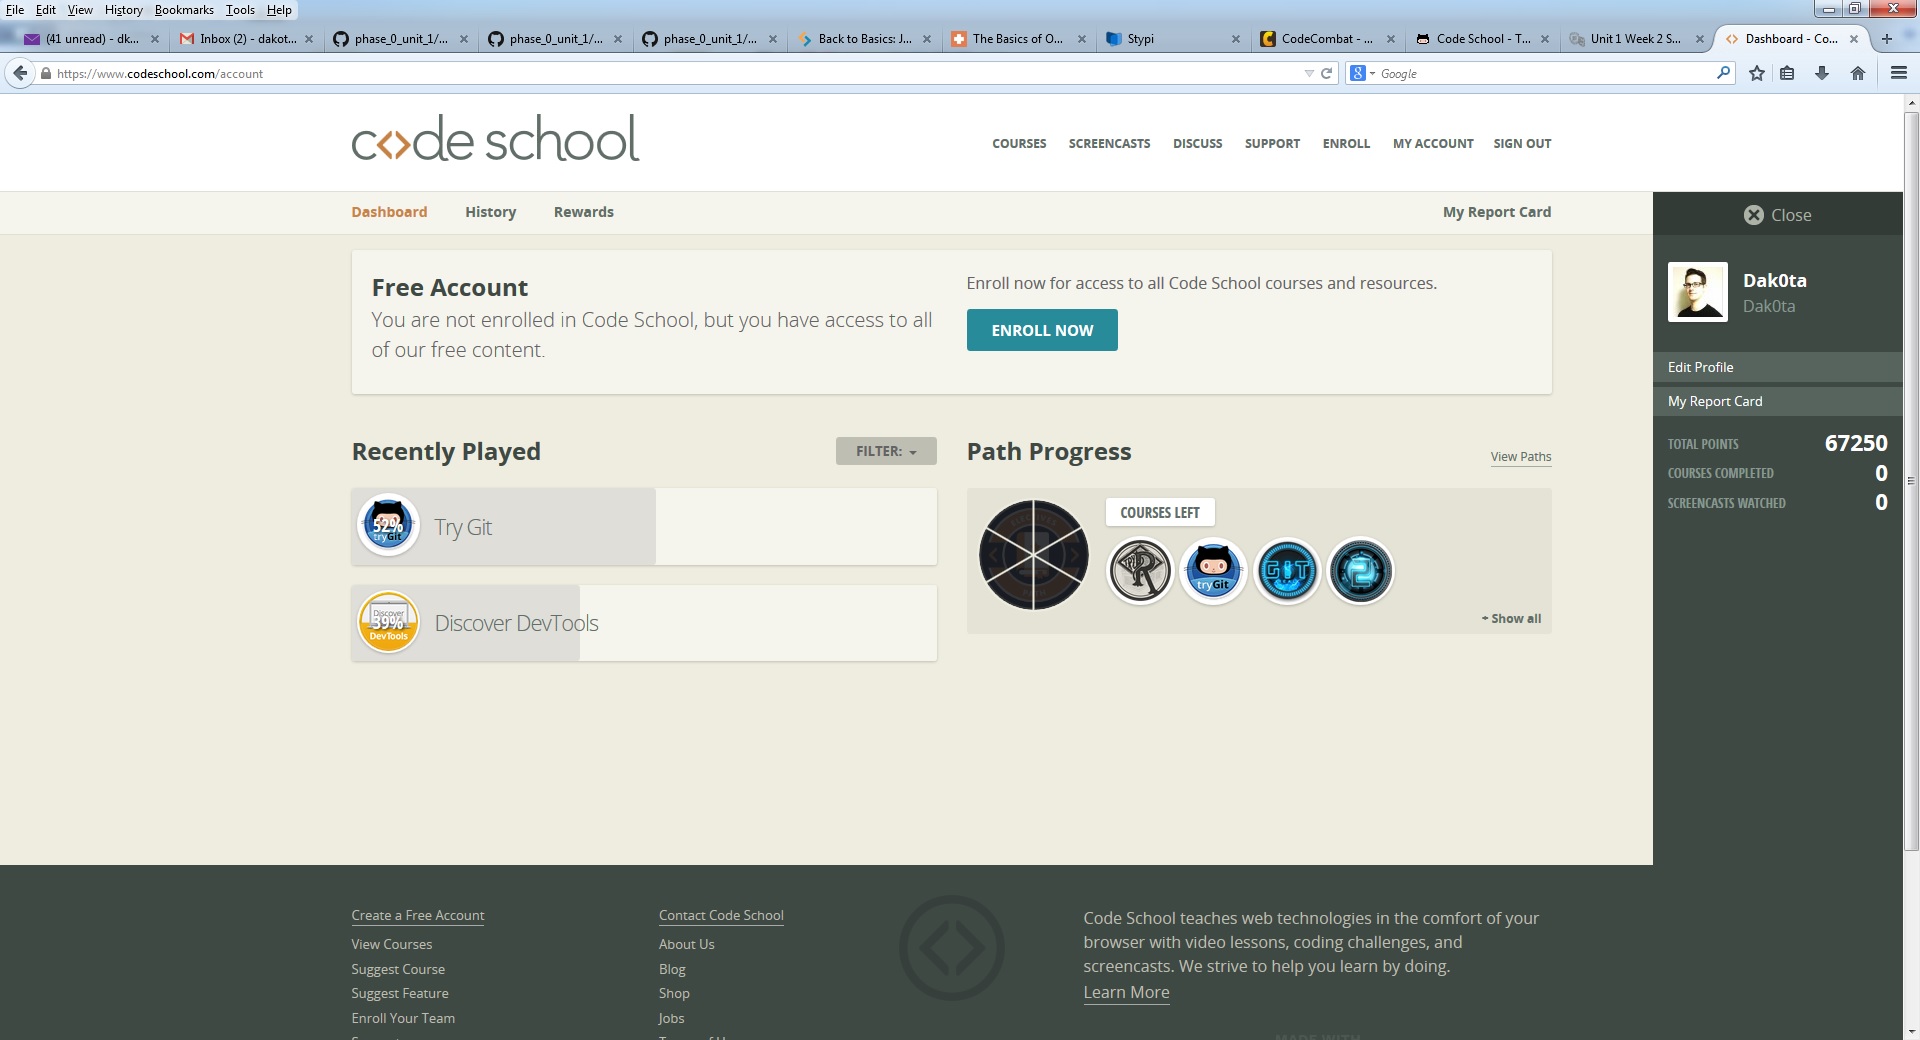 File Edit View History Bookmarks Tools Help
(41 unread) - dk... Inbox (2) - dakot... phase_0_unit_1/... phase_0_unit_1/... phase_0_unit_1/... Back to Basics: J... The Basics of O... Stypi CodeCombat - ... Code School - T... Unit 1 Week 2 S... Dashboard - Co...
https://www.codeschool.com/account
Google
code school
COURSES SCREENCASTS DISCUSS SUPPORT ENROLL MY ACCOUNT SIGN OUT
Dashboard History Rewards My Report Card
Close
Free Account
You are not enrolled in Code School, but you have access to all
of our free content.
Enroll now for access to all Code School courses and resources.
ENROLL NOW
Dak0ta
Dak0ta
Edit Profile
My Report Card
TOTAL POINTS 67250
COURSES COMPLETED 0
SCREENCASTS WATCHED 0
Recently Played
FILTER:
52%
tryGit
Try Git
Discover
39%
DevTools
Discover DevTools
Path Progress
View Paths
COURSES LEFT
R
tryGit
GIT
2
+ Show all
Create a Free Account
View Courses
Suggest Course
Suggest Feature
Enroll Your Team
Contact Code School
About Us
Blog
Shop
Jobs
Code School teaches web technologies in the comfort of your
browser with video lessons, coding challenges, and
screencasts. We strive to help you learn by doing.
Learn More
MADE WITH